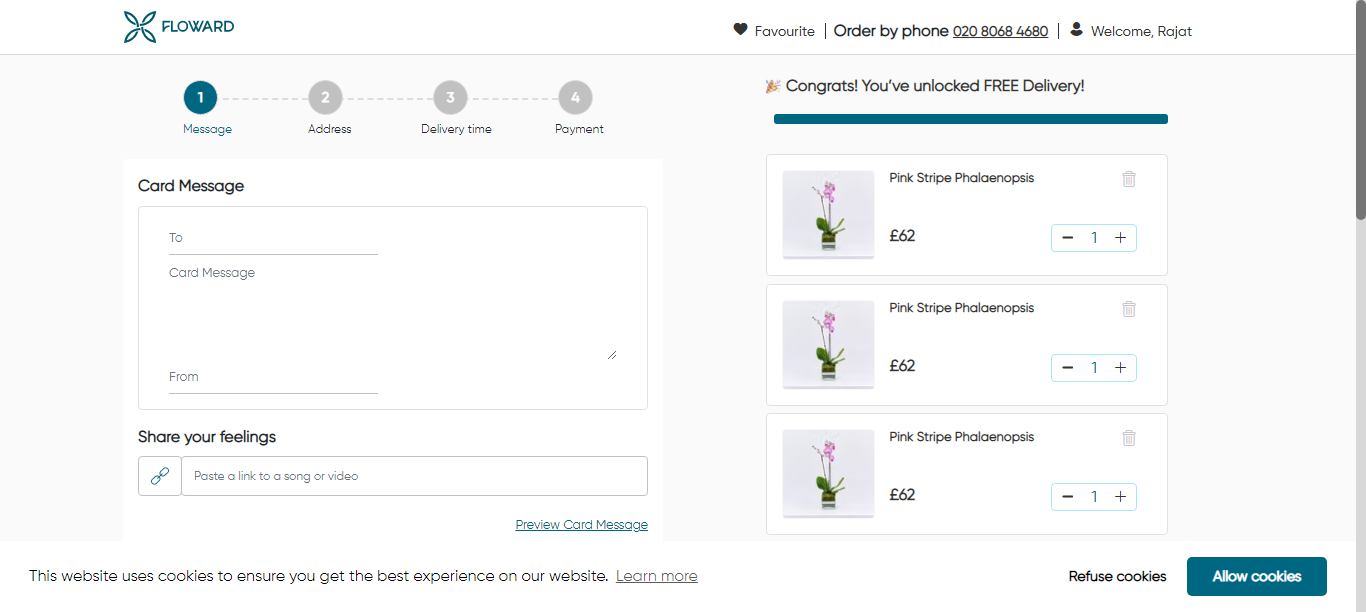 FLOWARD
Favourite | Order by phone 020 8068 4680 | Welcome, Rajat
1 2 3 4
Message Address Delivery time Payment
Card Message
To
Card Message
From
Share your feelings
Paste a link to a song or video
Preview Card Message
Congrats! You’ve unlocked FREE Delivery!
Pink Stripe Phalaenopsis
£62
− 1 +
Pink Stripe Phalaenopsis
£62
− 1 +
Pink Stripe Phalaenopsis
£62
− 1 +
This website uses cookies to ensure you get the best experience on our website. Learn more
Refuse cookies Allow cookies